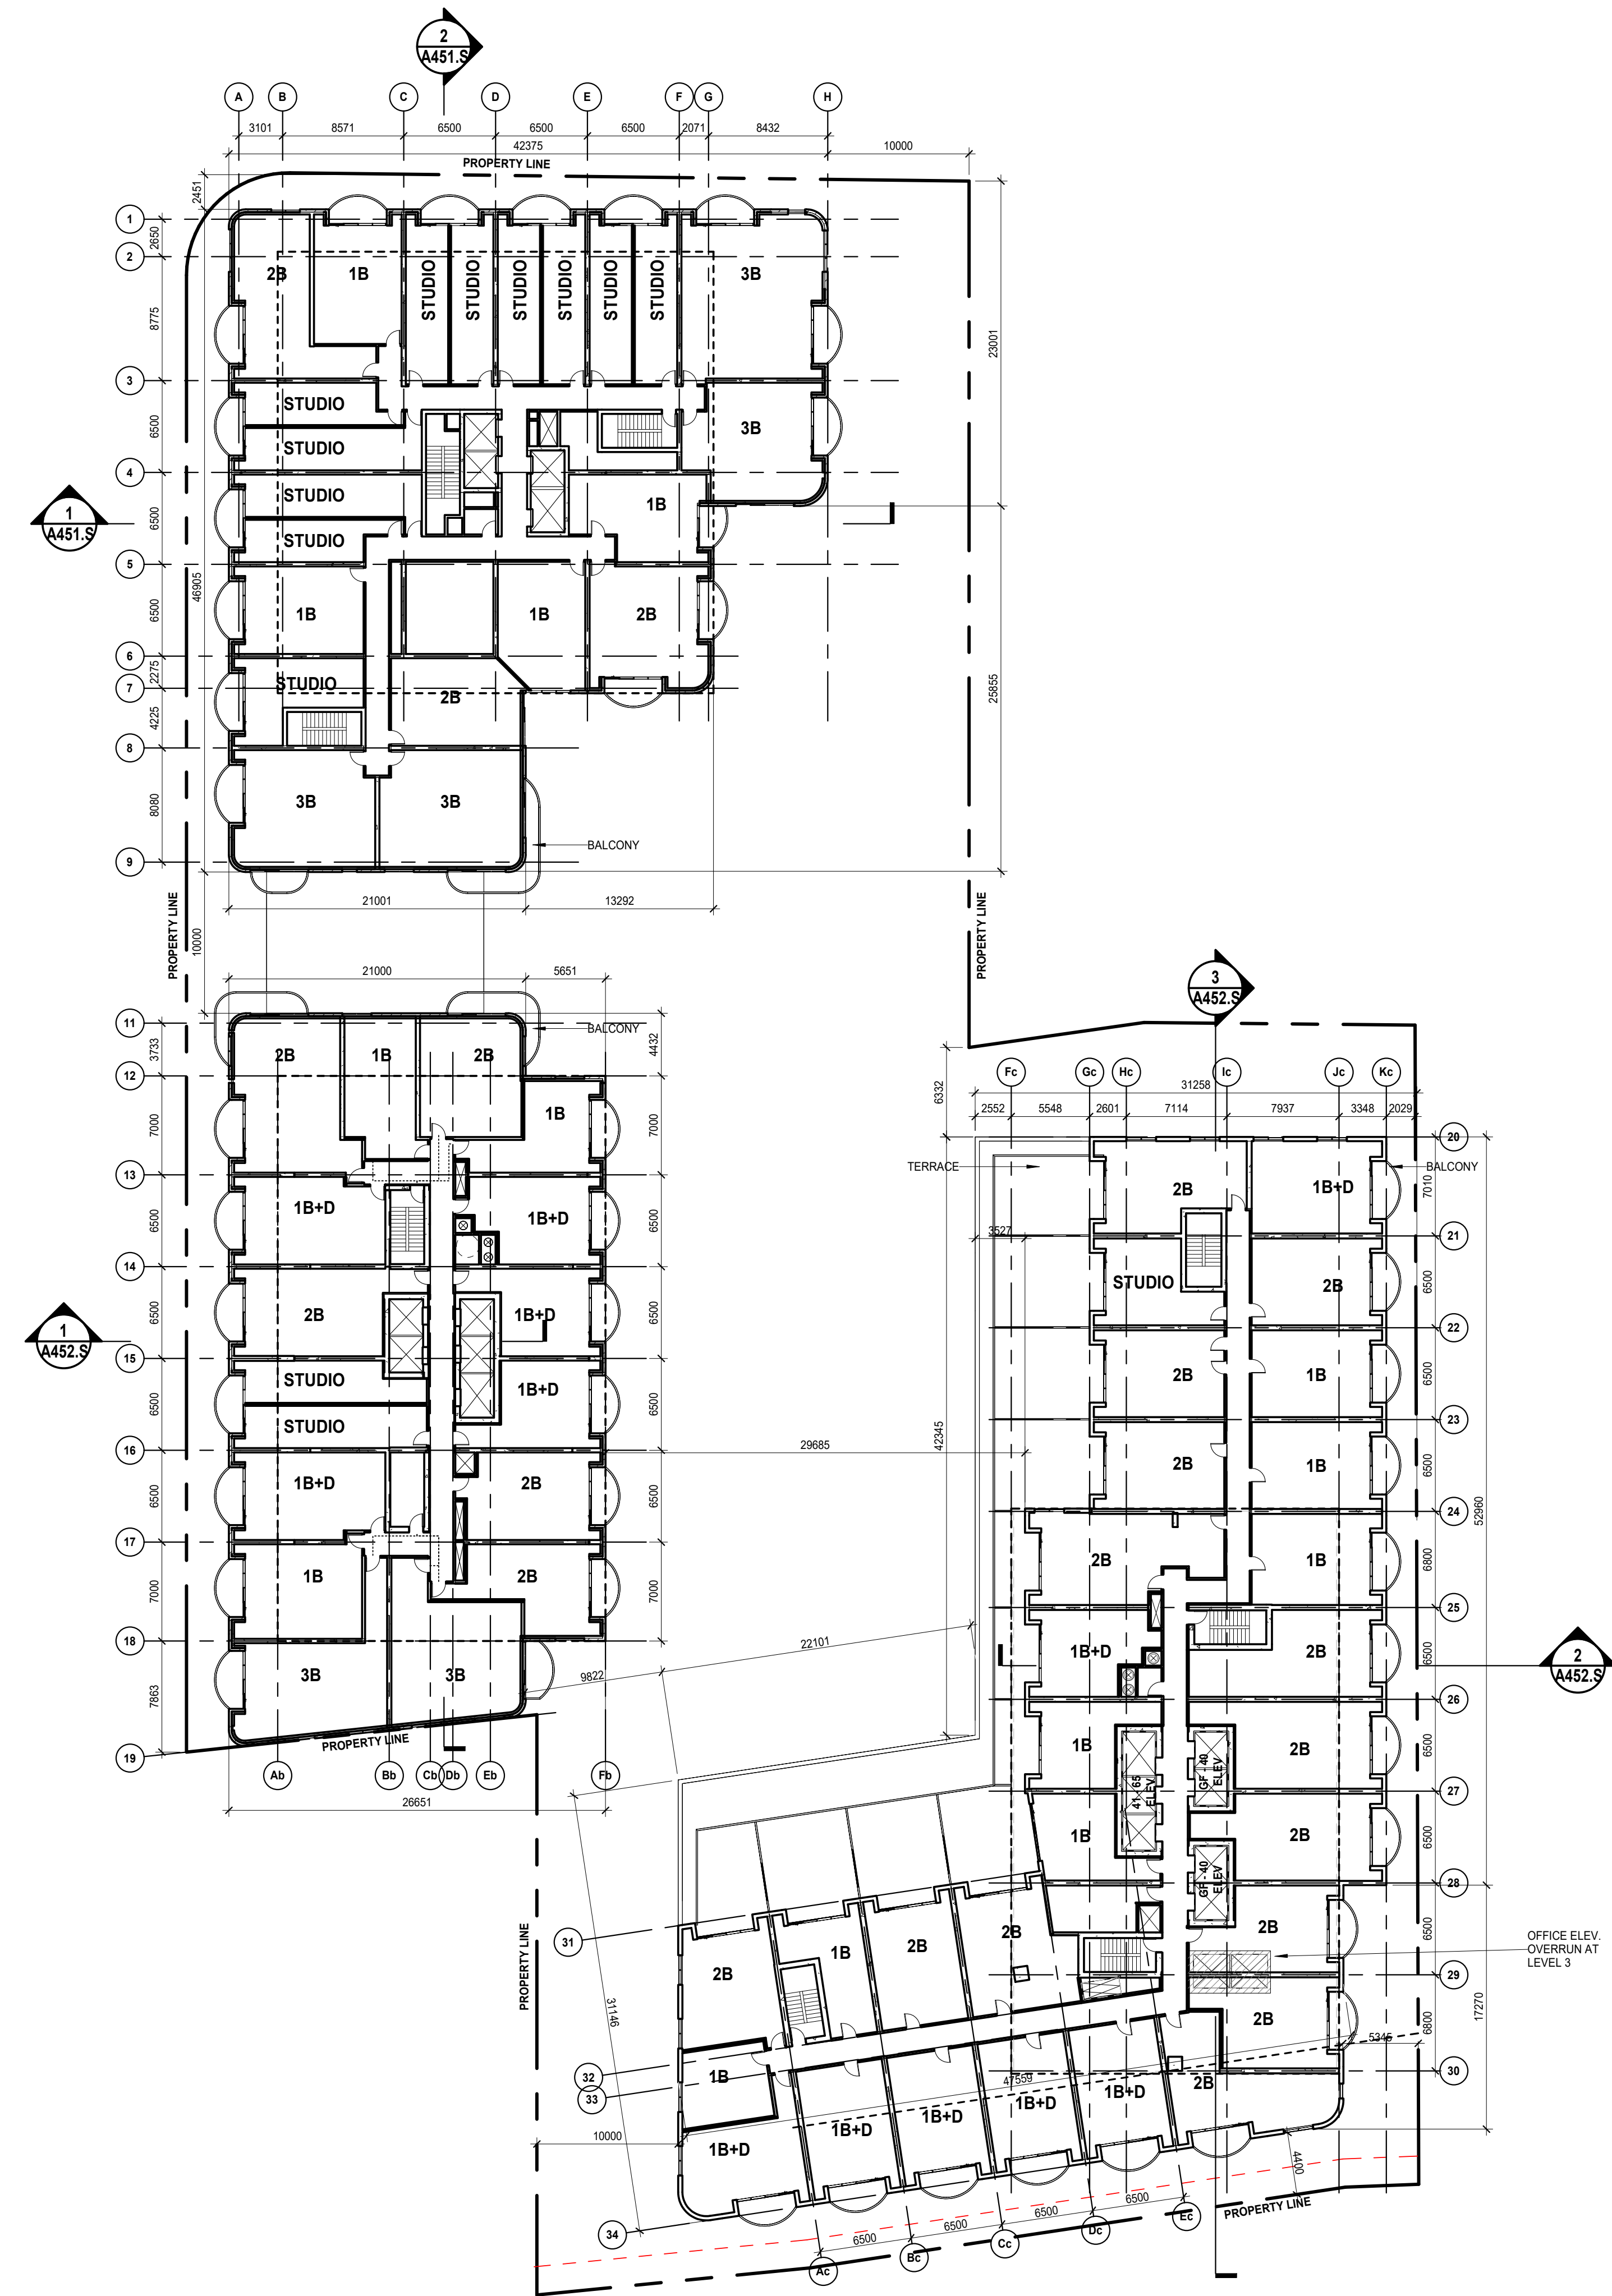 2
A451.S
A
B
C
D
E
F
G
H
3101
8571
6500
6500
6500
2071
8432
42375
10000
PROPERTY LINE
2451
1
2650
2
2B
1B
STUDIO
STUDIO
STUDIO
STUDIO
STUDIO
STUDIO
3B
8775
23001
3
STUDIO
6500
3B
STUDIO
4
STUDIO
1B
1
A451.S
6500
STUDIO
5
46905
6500
1B
1B
2B
6
2275
STUDIO
7
2B
25855
4225
8
3B
3B
8080
BALCONY
9
PROPERTY LINE
21001
13292
PROPERTY LINE
10000
21000
5651
3
A452.S
11
BALCONY
3733
2B
1B
2B
4432
12
6332
Fc
Gc
Hc
Ic
Jc
Kc
31258
2552
5548
2601
7114
7937
3348
2029
7000
1B
7000
20
TERRACE
BALCONY
13
2B
1B+D
7010
1B+D
1B+D
6500
6500
3527
21
14
STUDIO
2B
6500
2B
1B+D
6500
6500
22
1
A452.S
15
STUDIO
1B+D
2B
1B
6500
6500
6500
STUDIO
23
16
29685
42345
2B
1B
6500
1B+D
2B
6500
6500
24
52960
17
2B
1B
6800
1B
2B
7000
7000
25
18
22101
1B+D
2B
6500
2
A452.S
3B
3B
9822
7863
26
PROPERTY LINE
19
1B
2B
6500
41 - 65
ELEV
GF - 40
ELEV
Ab
Bb
Cb
Db
Eb
Fb
26651
27
1B
2B
6500
GF - 40
ELEV
28
31
2B
1B
2B
2B
2B
6500
OFFICE ELEV.
OVERRUN AT
LEVEL 3
PROPERTY LINE
29
31146
2B
6800
17270
5345
32
1B
47559
30
33
1B+D
1B+D
1B+D
1B+D
1B+D
2B
10000
4400
34
6500
6500
6500
6500
PROPERTY LINE
Ac
Bc
Cc
Dc
Ec